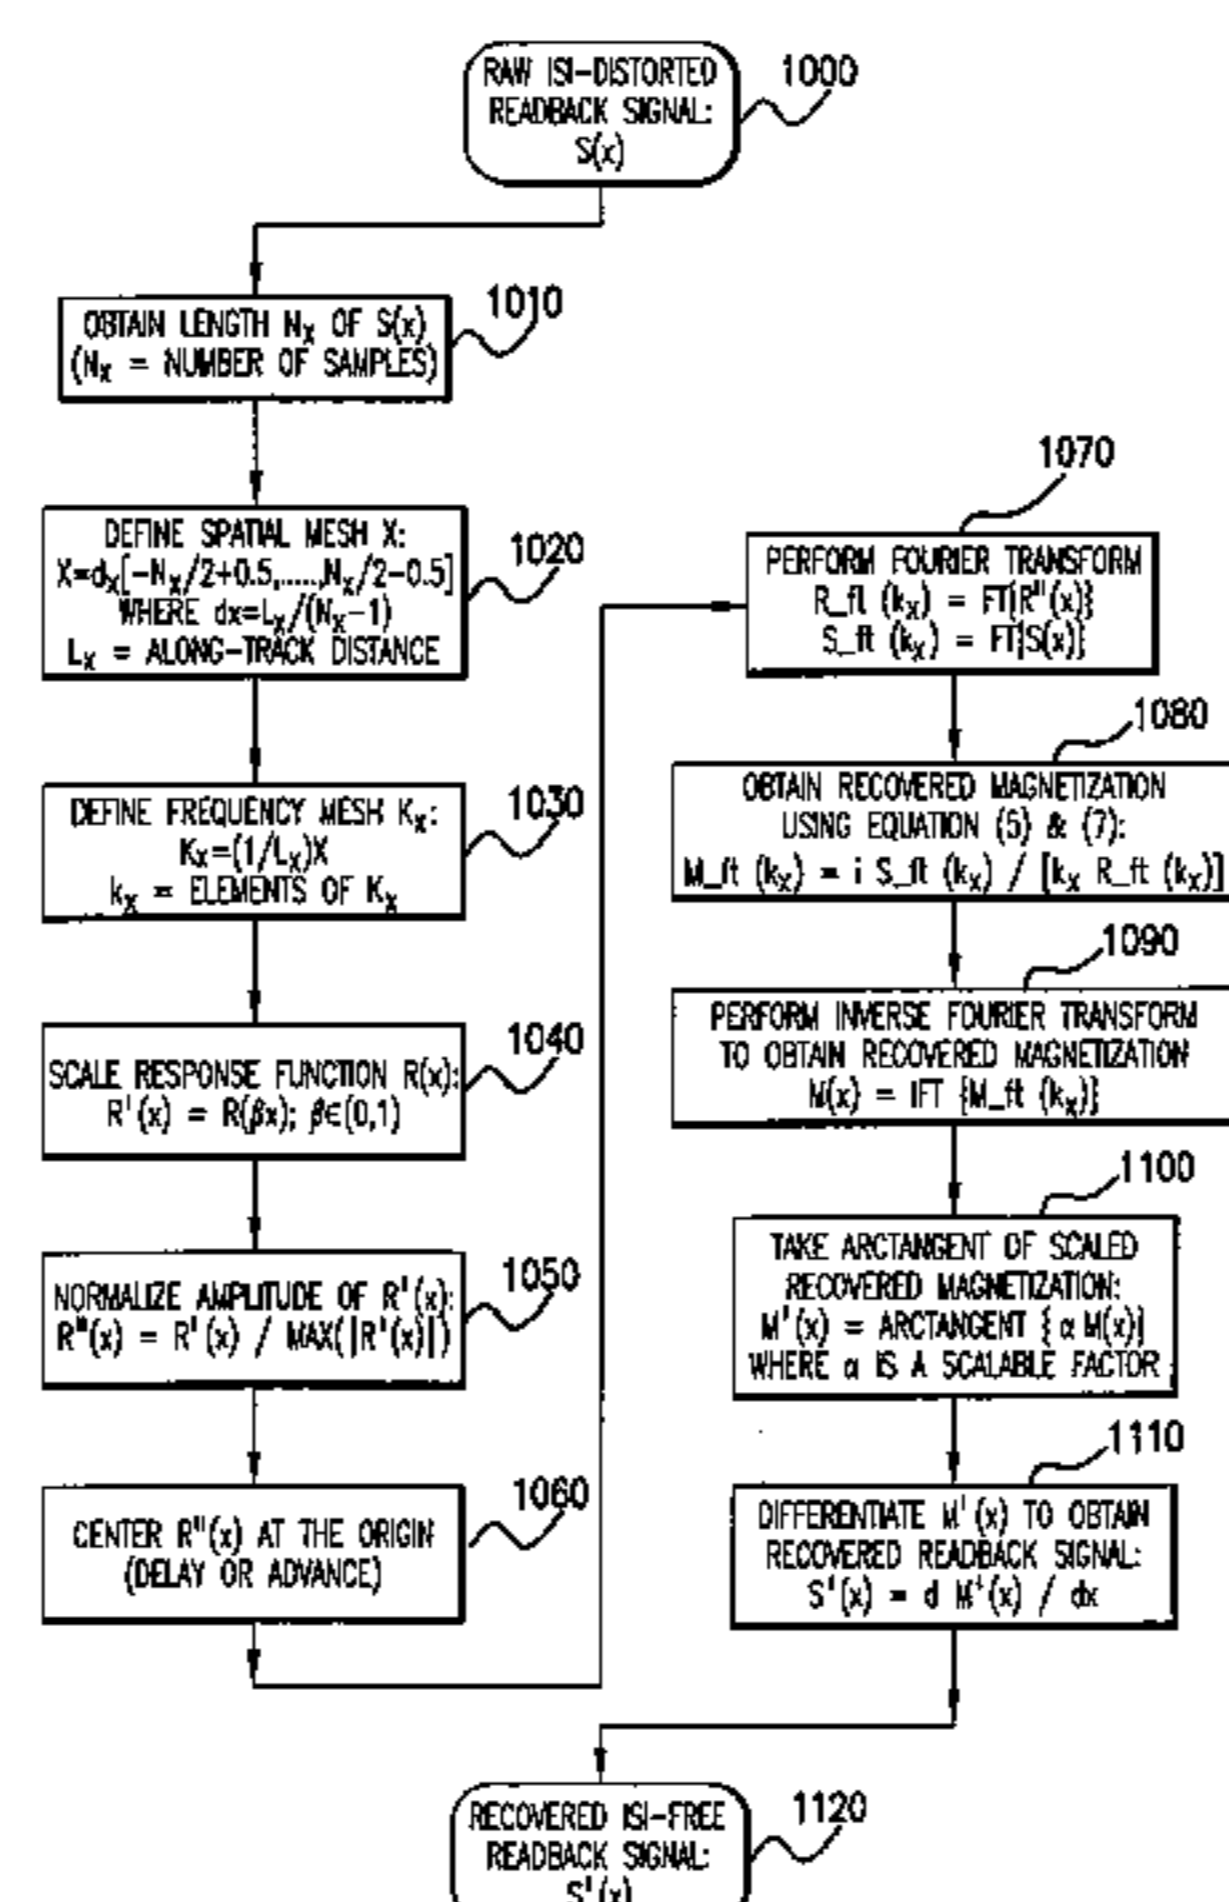 RAW ISI-DISTORTED
READBACK SIGNAL:
S(x)
1000
OBTAIN LENGTH Nx OF S(x)
(Nx = NUMBER OF SAMPLES)
1010
DEFINE SPATIAL MESH X:
X=dx[-Nx/2+0.5,.....,Nx/2-0.5]
WHERE dx=Lx/(Nx-1)
Lx = ALONG-TRACK DISTANCE
1020
DEFINE FREQUENCY MESH Kx:
Kx=(1/Lx)X
kx = ELEMENTS OF Kx
1030
SCALE RESPONSE FUNCTION R(x):
R'(x) = R(βx); β∈(0,1)
1040
NORMALIZE AMPLITUDE OF R'(x):
R"(x) = R'(x) / MAX(|R'(x)|)
1050
CENTER R"(x) AT THE ORIGIN
(DELAY OR ADVANCE)
1060
1070
PERFORM FOURIER TRANSFORM
R_ft (kx) = FT{R"(x)}
S_ft (kx) = FT{S(x)}
1080
OBTAIN RECOVERED MAGNETIZATION
USING EQUATION (5) & (7):
M_ft (kx) = i S_ft (kx) / [kx R_ft (kx)]
1090
PERFORM INVERSE FOURIER TRANSFORM
TO OBTAIN RECOVERED MAGNETIZATION
M(x) = IFT {M_ft (kx)}
1100
TAKE ARCTANGENT OF SCALED
RECOVERED MAGNETIZATION:
M'(x) = ARCTANGENT {α M(x)}
WHERE α IS A SCALABLE FACTOR
1110
DIFFERENTIATE M'(x) TO OBTAIN
RECOVERED READBACK SIGNAL:
S'(x) = d M'(x) / dx
RECOVERED ISI-FREE
READBACK SIGNAL:
S'(x)
1120